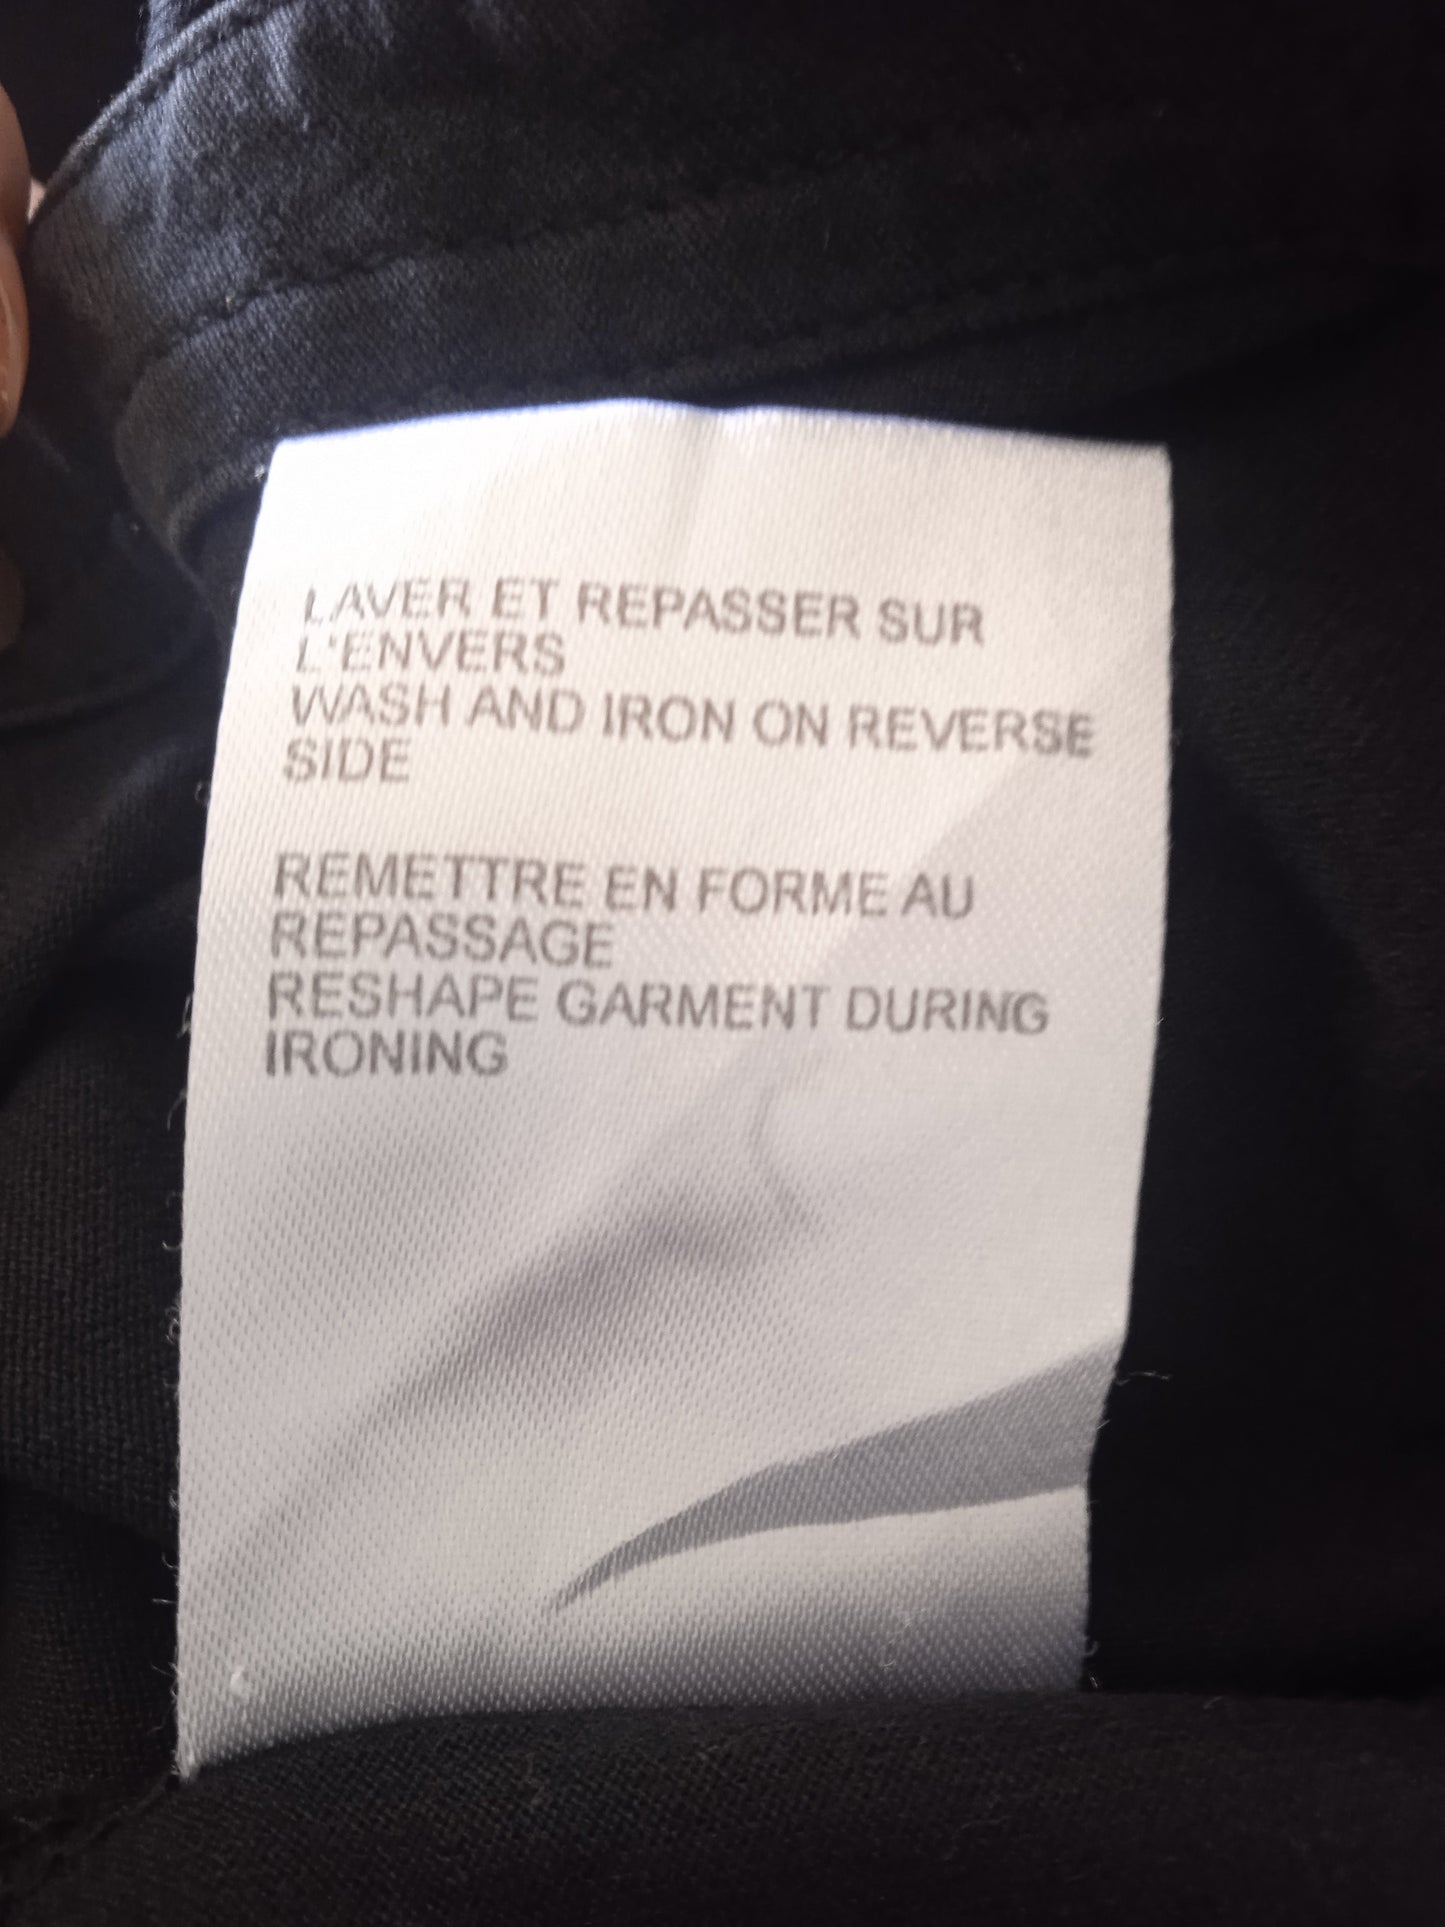 LAVER ET REPASSER SUR
L'ENVERS
WASH AND IRON ON REVERSE
SIDE
REMETTRE EN FORME AU
REPASSAGE
RESHAPE GARMENT DURING
IRONING